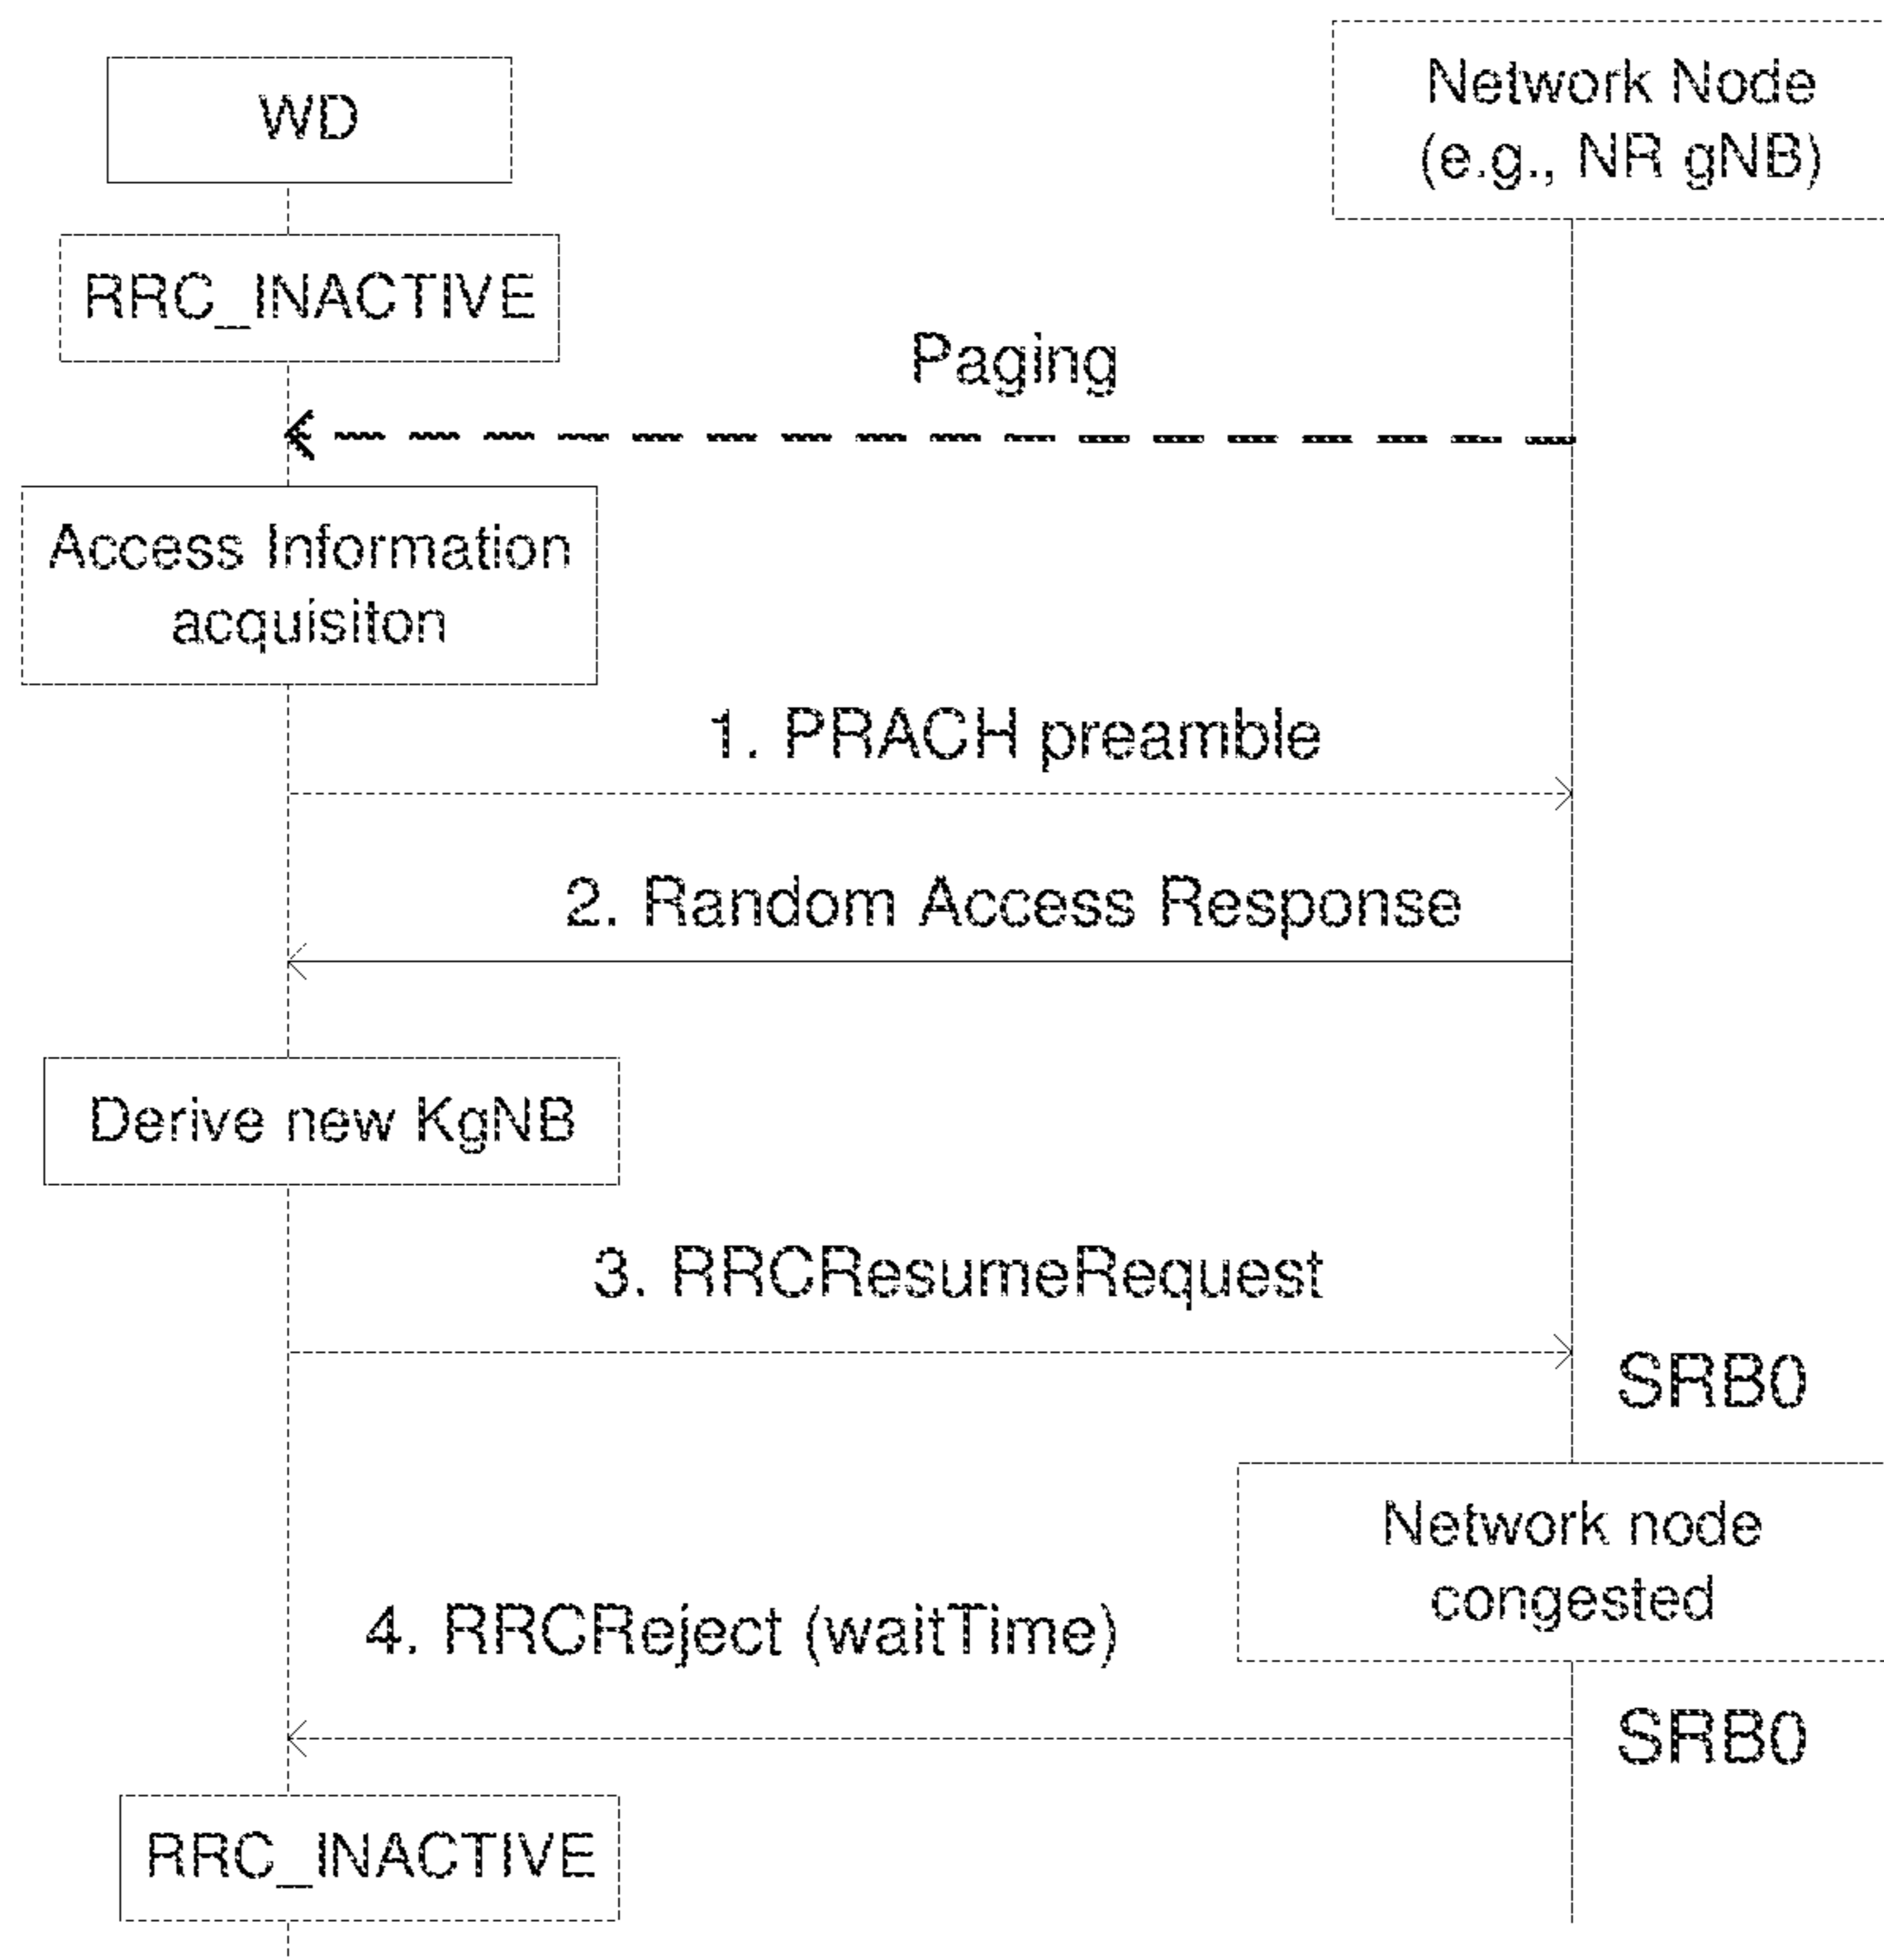 WD
Network Node
(e.g., NR gNB)
RRC_INACTIVE
Paging
Access Information
acquisiton
1. PRACH preamble
2. Random Access Response
Derive new KgNB
3. RRCResumeRequest
SRB0
Network node
congested
4. RRCReject (waitTime)
SRB0
RRC_INACTIVE